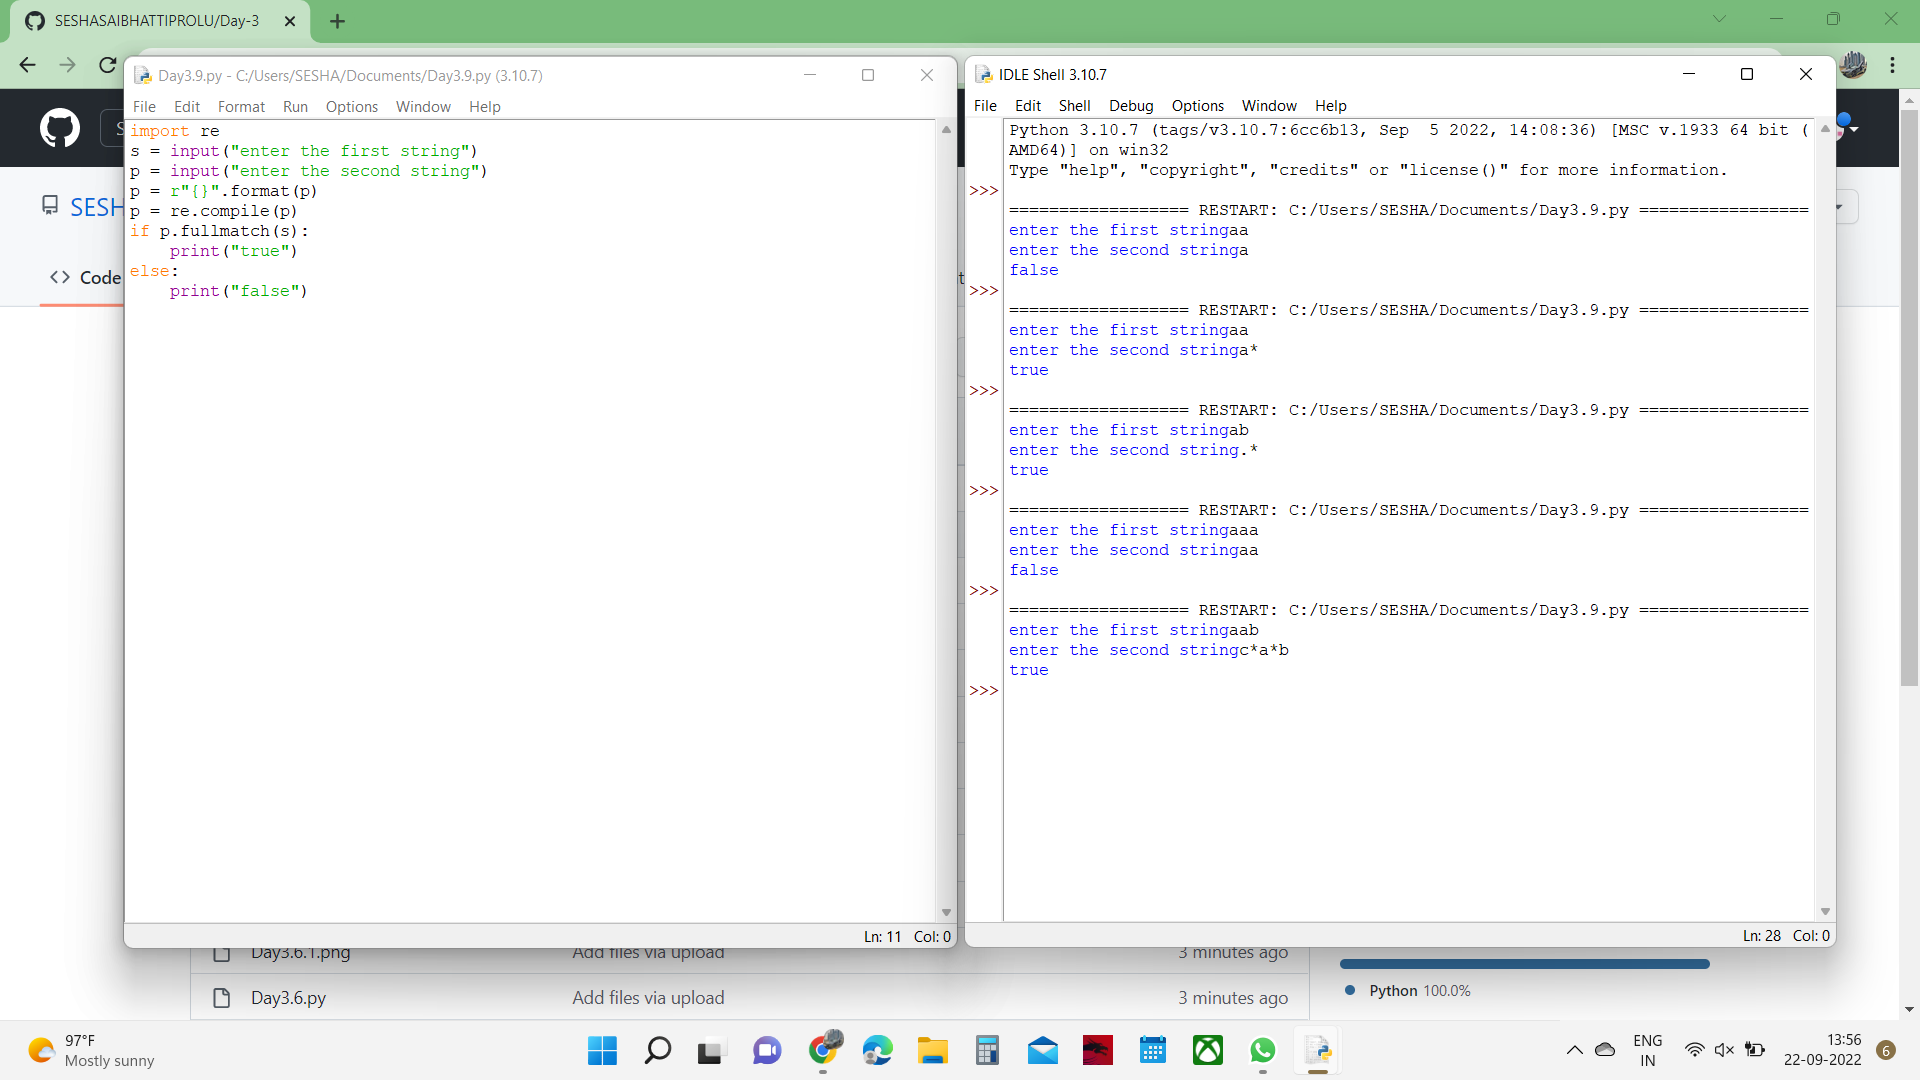 SESHASAIBHATTIPROLU/Day-3
Day3.9.py - C:/Users/SESHA/Documents/Day3.9.py (3.10.7)
File Edit Format Run Options Window Help
import re
s = input("enter the first string")
p = input("enter the second string")
p = r"{}".format(p)
p = re.compile(p)
if p.fullmatch(s):
    print("true")
else:
    print("false")
Ln: 11 Col: 0
SESH
Code
IDLE Shell 3.10.7
File Edit Shell Debug Options Window Help
Python 3.10.7 (tags/v3.10.7:6cc6b13, Sep  5 2022, 14:08:36) [MSC v.1933 64 bit (
AMD64)] on win32
Type "help", "copyright", "credits" or "license()" for more information.
>>>
================== RESTART: C:/Users/SESHA/Documents/Day3.9.py =================
enter the first stringaa
enter the second stringa
false
>>>
================== RESTART: C:/Users/SESHA/Documents/Day3.9.py =================
enter the first stringaa
enter the second stringa*
true
>>>
================== RESTART: C:/Users/SESHA/Documents/Day3.9.py =================
enter the first stringab
enter the second string.*
true
>>>
================== RESTART: C:/Users/SESHA/Documents/Day3.9.py =================
enter the first stringaaa
enter the second stringaa
false
>>>
================== RESTART: C:/Users/SESHA/Documents/Day3.9.py =================
enter the first stringaab
enter the second stringc*a*b
true
>>>
Ln: 28 Col: 0
Day3.6.1.png Add files via upload 3 minutes ago
Day3.6.py Add files via upload 3 minutes ago
Python 100.0%
97°F
Mostly sunny
ENG
IN
13:56
22-09-2022
6